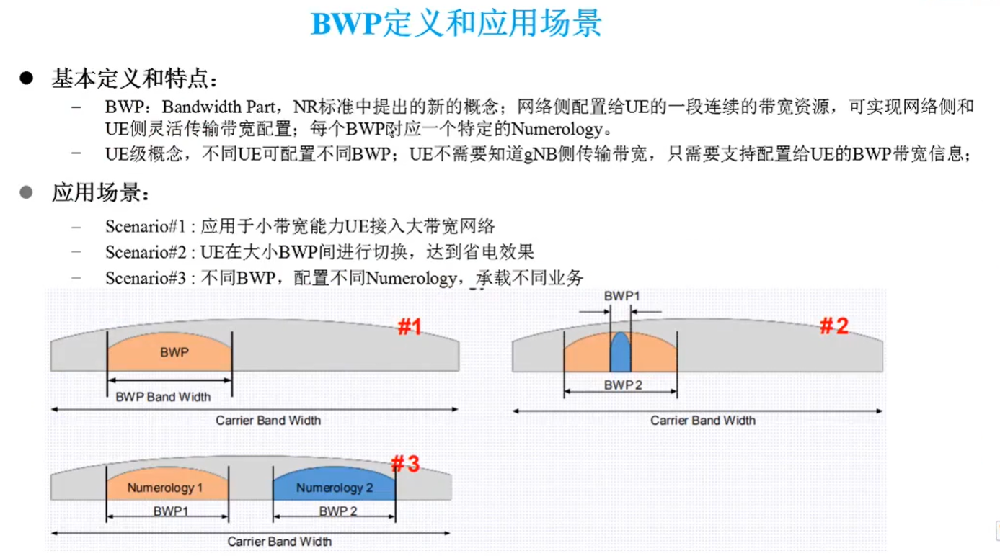 BWP定义和应用场景
基本定义和特点：
BWP：Bandwidth Part，NR标准中提出的新的概念；网络侧配置给UE的一段连续的带宽资源，可实现网络侧和
UE侧灵活传输带宽配置；每个BWP对应一个特定的Numerology。
UE级概念，不同UE可配置不同BWP；UE不需要知道gNB侧传输带宽，只需要支持配置给UE的BWP带宽信息；
应用场景：
Scenario#1 : 应用于小带宽能力UE接入大带宽网络
Scenario#2 : UE在大小BWP间进行切换，达到省电效果
Scenario#3 : 不同BWP，配置不同Numerology，承载不同业务
#1
BWP
BWP Band Width
Carrier Band Width
BWP1
#2
BWP 2
Carrier Band Width
#3
Numerology 1
Numerology 2
BWP1
BWP 2
Carrier Band Width